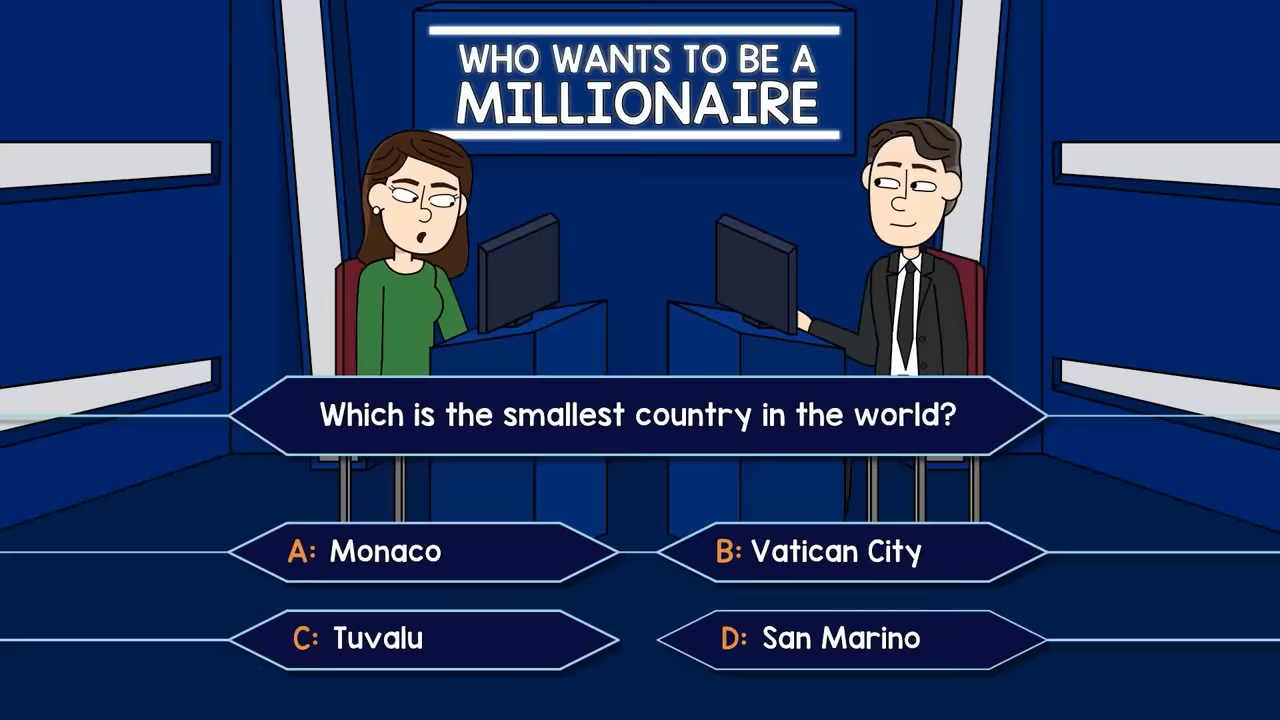 WHO WANTS TO BE A
MILLIONAIRE
Which is the smallest country in the world?
A: Monaco
B: Vatican City
C: Tuvalu
D: San Marino